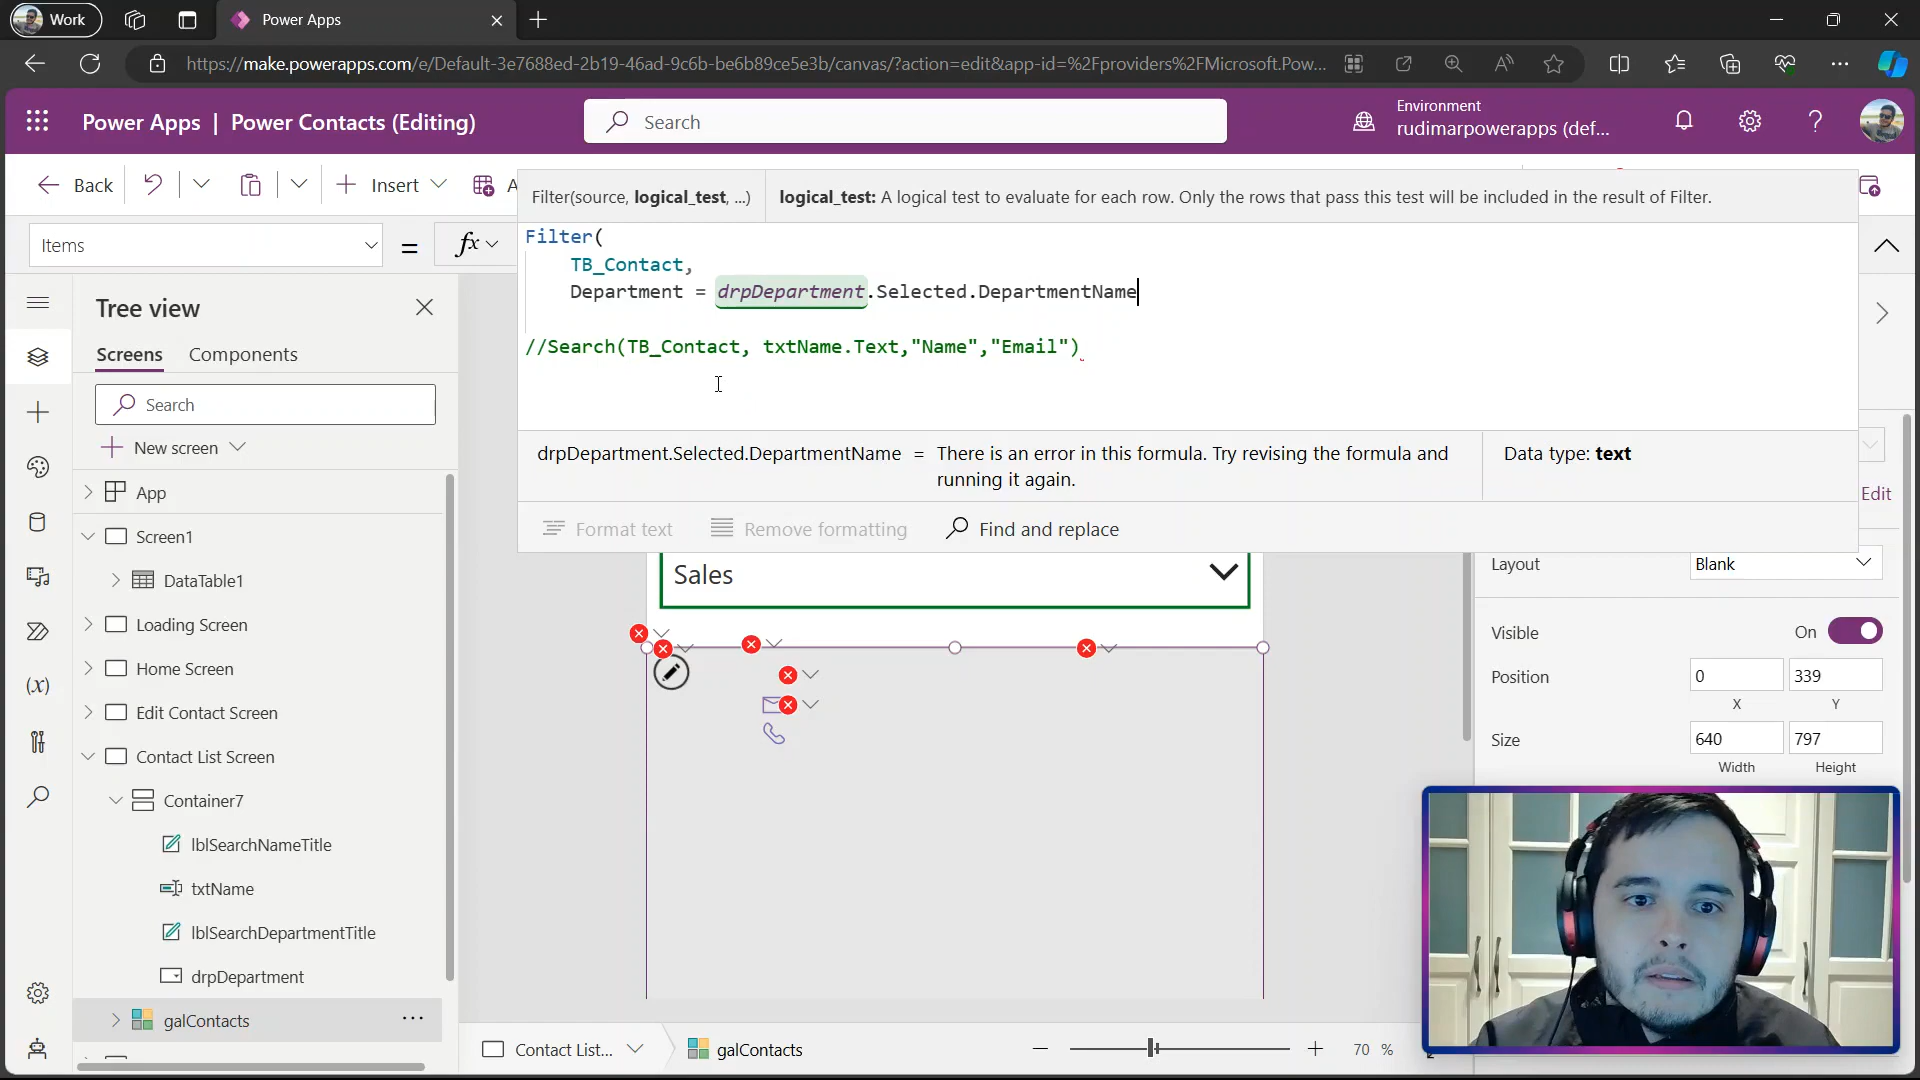 Work
Power Apps
https://make.powerapps.com/e/Default-3e7688ed-2b19-46ad-9c6b-be6b89ce5e3b/canvas/?action=edit&app-id=%2Fproviders%2FMicrosoft.Pow...
Power Apps | Power Contacts (Editing)
Search
Environment
rudimarpowerapps (def...
Back
Insert
A
Filter(source, logical_test, ...)
logical_test: A logical test to evaluate for each row. Only the rows that pass this test will be included in the result of Filter.
Items
=
fx
Filter(
TB_Contact,
Department = drpDepartment.Selected.DepartmentName
//Search(TB_Contact, txtName.Text,"Name","Email")
drpDepartment.Selected.DepartmentName = There is an error in this formula. Try revising the formula and running it again.
Data type: text
Format text
Remove formatting
Find and replace
Tree view
Screens
Components
Search
New screen
App
Screen1
DataTable1
Loading Screen
Home Screen
Edit Contact Screen
Contact List Screen
Container7
lblSearchNameTitle
txtName
lblSearchDepartmentTitle
drpDepartment
galContacts
Sales
Edit
Layout
Blank
Visible
On
Position
0
339
X
Y
Size
640
797
Width
Height
Contact List...
galContacts
70 %